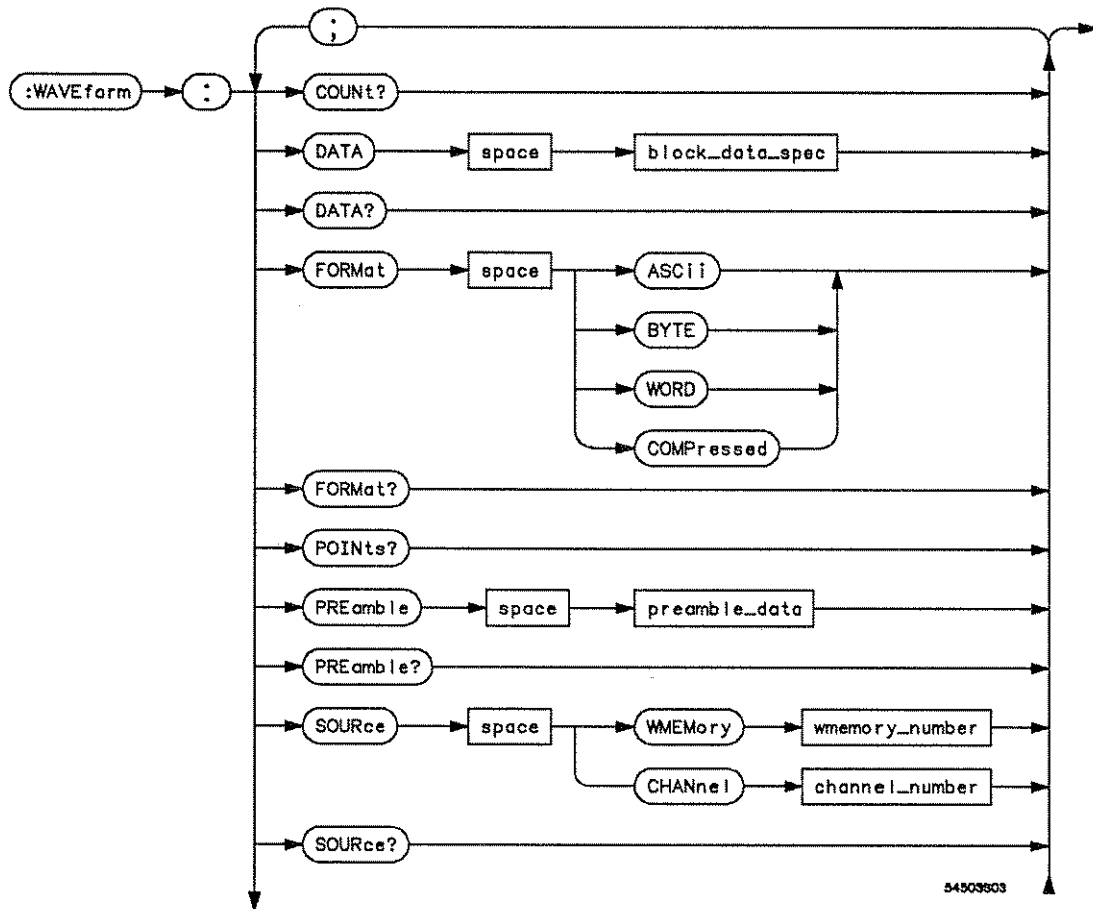 ;
:WAVEform : COUNt?
DATA space block_data_spec
DATA?
FORMat space ASCii
BYTE
WORD
COMPressed
FORMat?
POINts?
PREamble space preamble_data
PREamble?
SOURce space WMEMory wmemory_number
CHANnel channel_number
SOURce?
54503S03